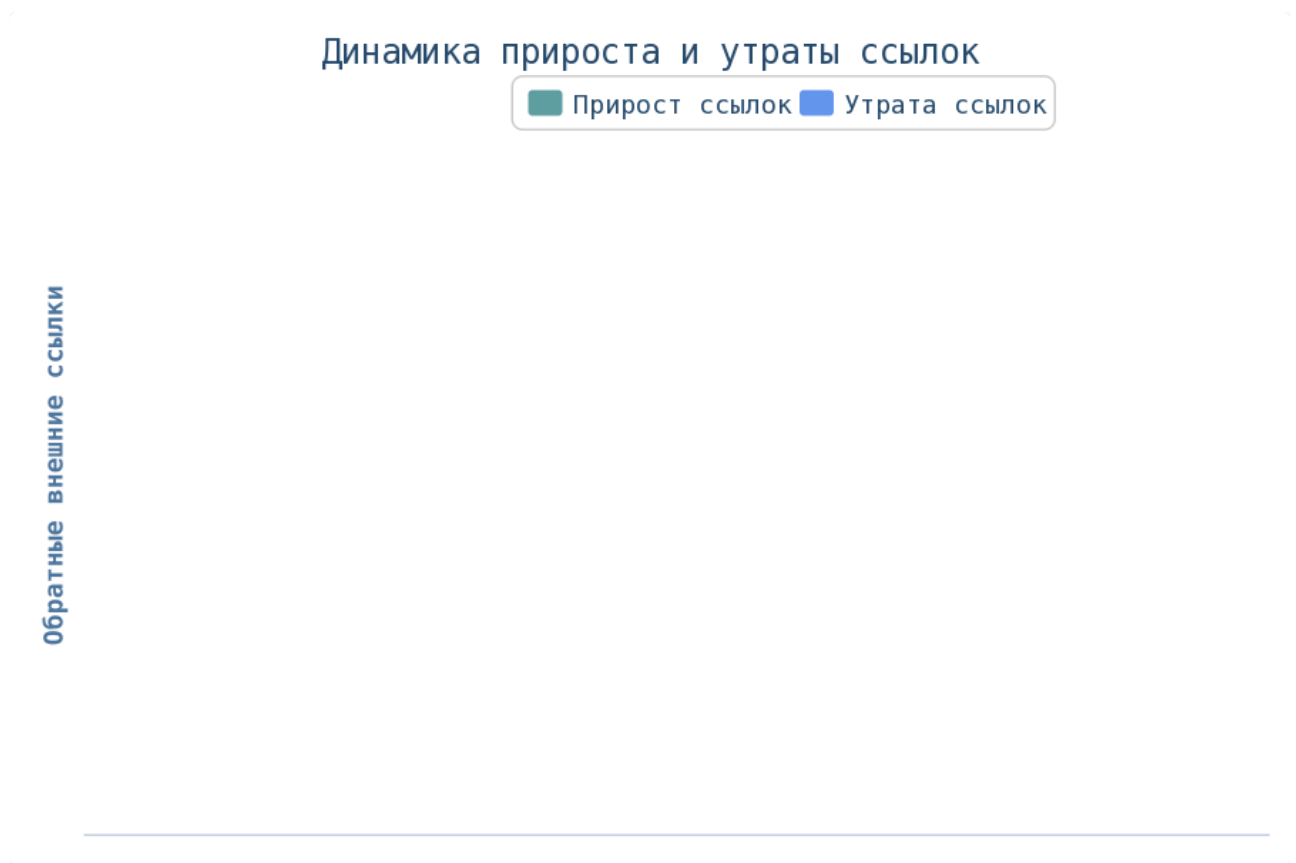 Динамика прироста и утраты ссылок
Прирост ссылок Утрата ссылок
Обратные внешние ссылки